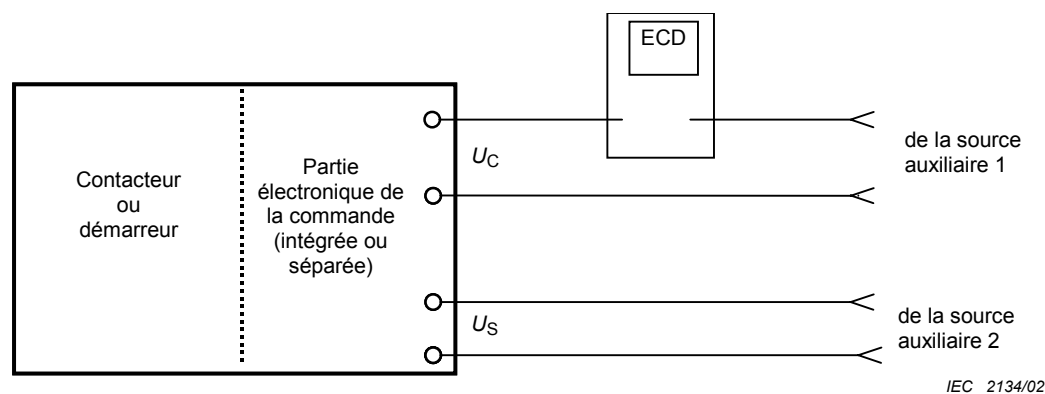 ECD
Contacteur
ou
démarreur
Partie
électronique de
la commande
(intégrée ou
séparée)
UC
US
de la source
auxiliaire 1
de la source
auxiliaire 2
IEC 2134/02